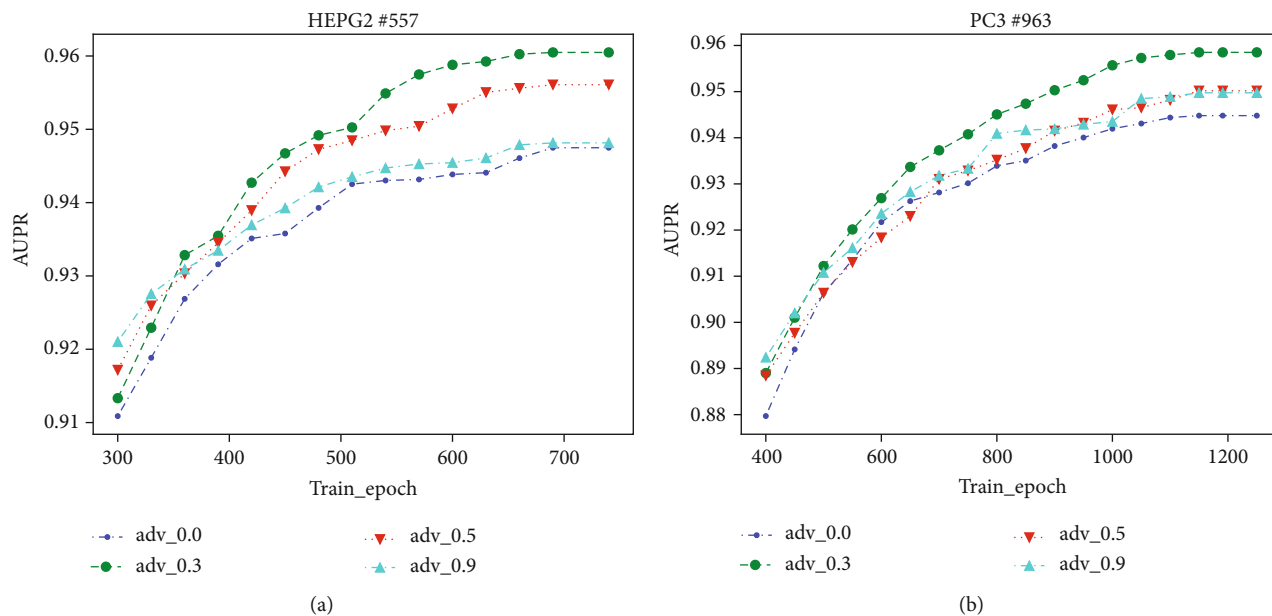 HEPG2 #557
0.96
0.95
0.94
0.93
0.92
0.91
AUPR
300 400 500 600 700
Train_epoch
adv_0.0
adv_0.3
adv_0.5
adv_0.9
(a)
PC3 #963
0.96
0.95
0.94
0.93
0.92
0.91
0.90
0.89
0.88
AUPR
400 600 800 1000 1200
Train_epoch
adv_0.0
adv_0.3
adv_0.5
adv_0.9
(b)